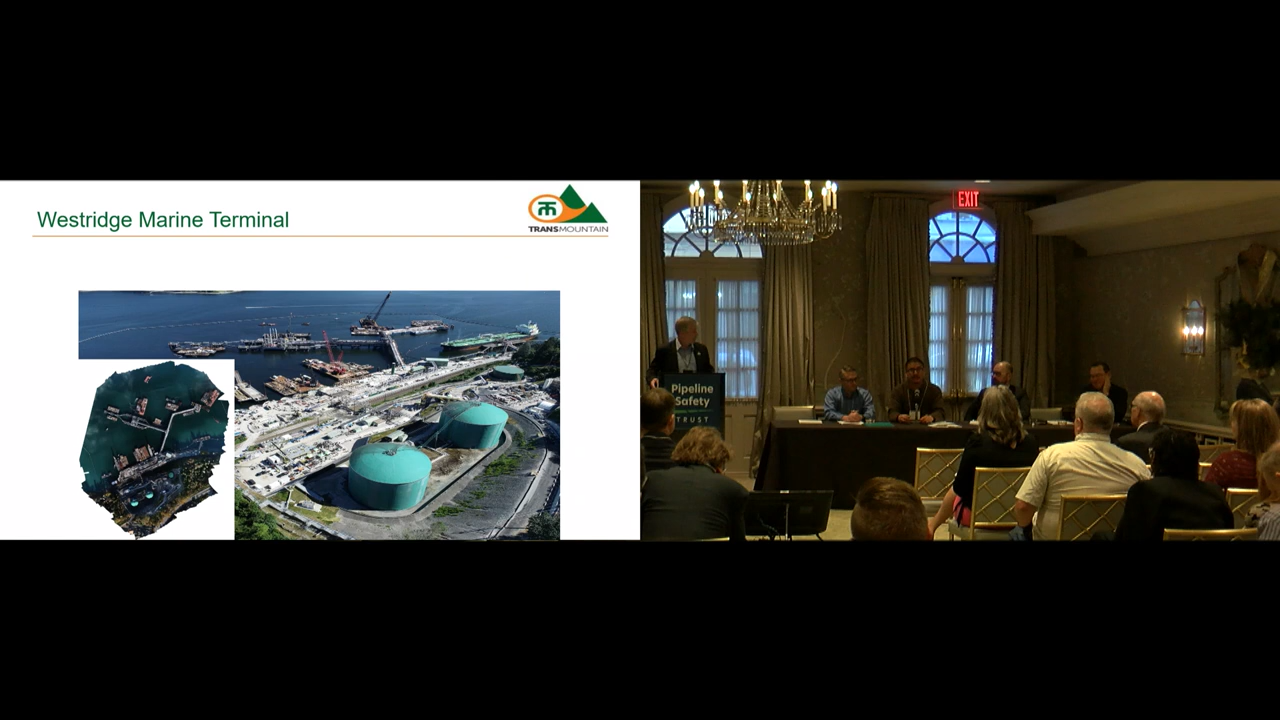 Westridge Marine Terminal
TRANSMOUNTAIN
EXIT
Pipeline
Safety
TRUST